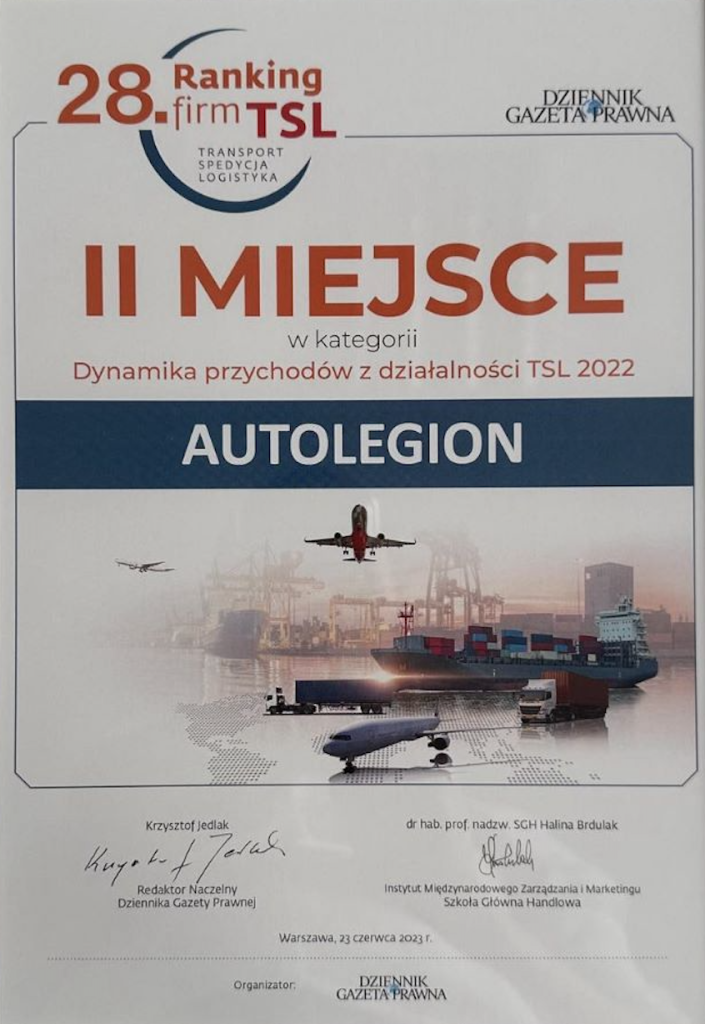 28. Ranking
firm TSL
TRANSPORT
SPEDYCJA
LOGISTYKA
DZIENNIK
GAZETA PRAWNA
II MIEJSCE
w kategorii
Dynamika przychodów z działalności TSL 2022
AUTOLEGION
Krzysztof Jedlak
Redaktor Naczelny
Dziennika Gazety Prawnej
dr hab. prof. nadzw. SGH Halina Brdulak
Instytut Międzynarodowego Zarządzania i Marketingu
Szkoła Główna Handlowa
Warszawa, 23 czerwca 2023 r.
Organizator:
DZIENNIK
GAZETA PRAWNA